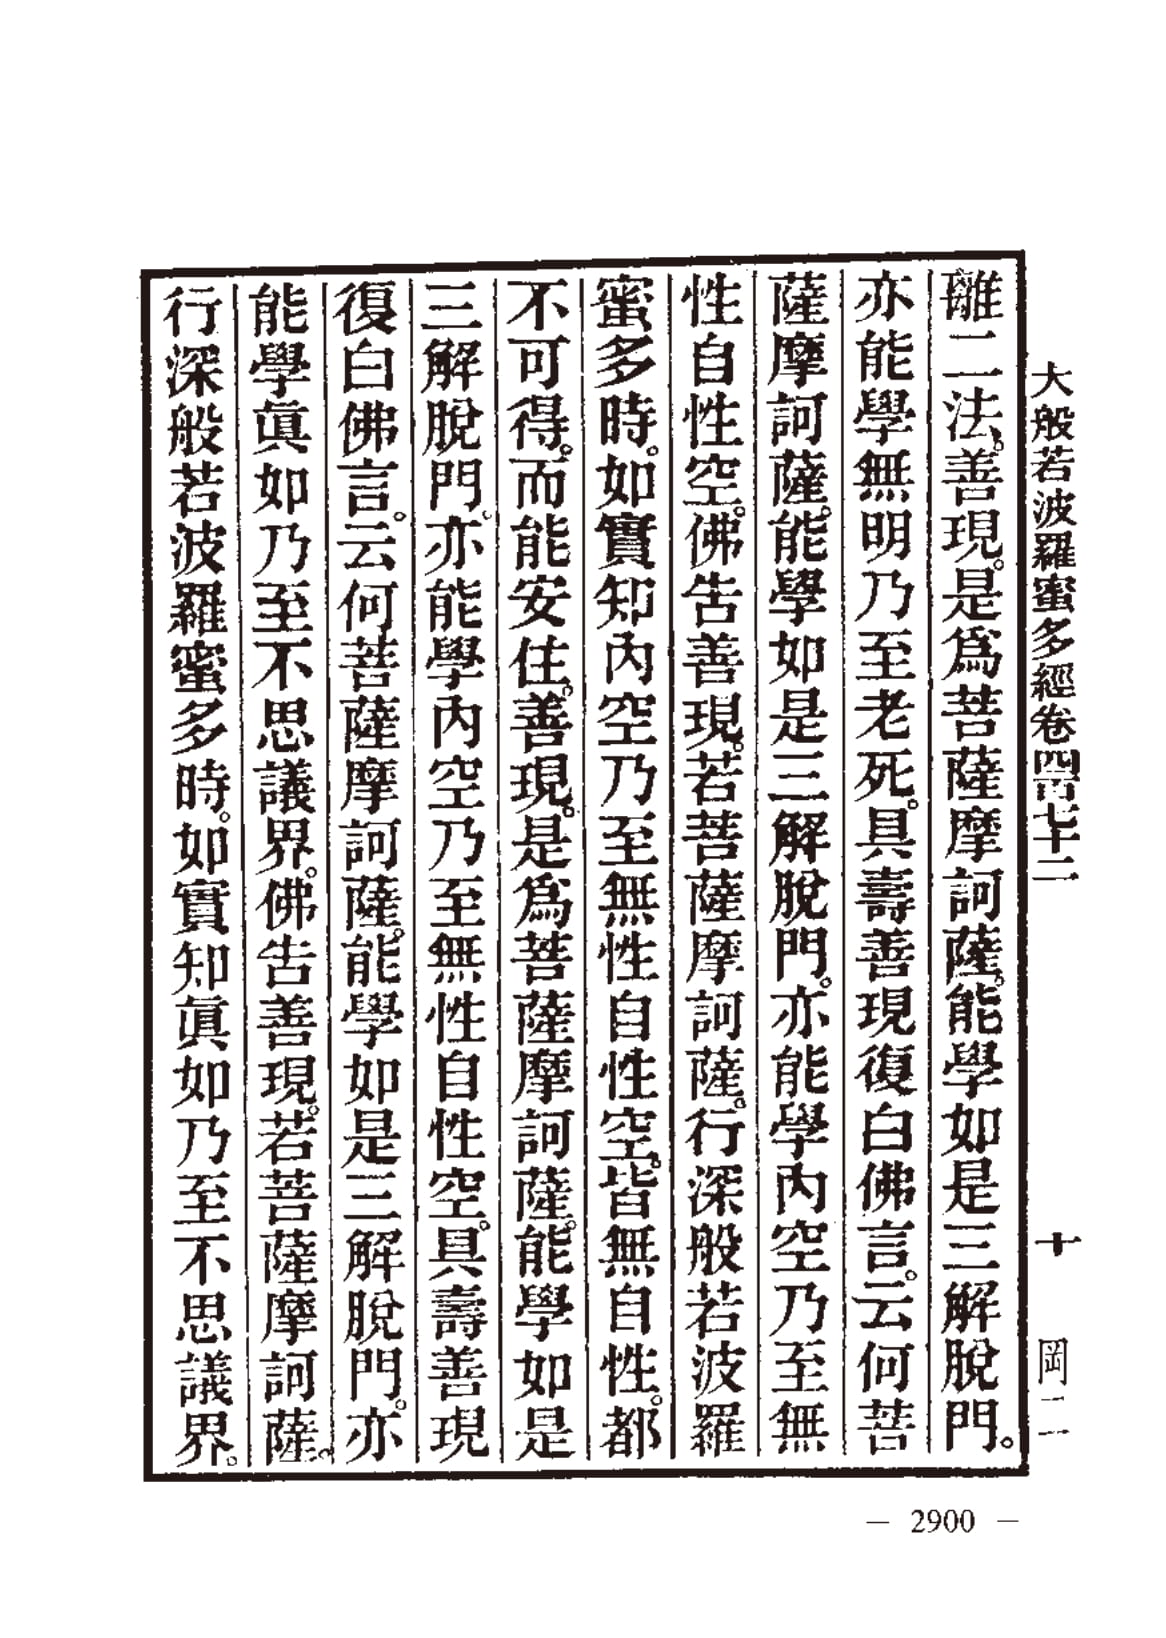 大般若波羅蜜多經卷四百七十二 十 岡二
離二法。善現。是爲菩薩摩訶薩。能學如是三解脫門。
亦能學無明乃至老死。具壽善現復白佛言。云何菩
薩摩訶薩。能學如是三解脫門。亦能學內空乃至無
性自性空。佛告善現。若菩薩摩訶薩。行深般若波羅
蜜多時。如實知內空乃至無性自性空。皆無自性。都
不可得。而能安住。善現。是爲菩薩摩訶薩。能學如是
三解脫門。亦能學內空乃至無性自性空。具壽善現
復白佛言。云何菩薩摩訶薩。能學如是三解脫門。亦
能學眞如乃至不思議界。佛告善現。若菩薩摩訶薩。
行深般若波羅蜜多時。如實知眞如乃至不思議界。
— 2900 —